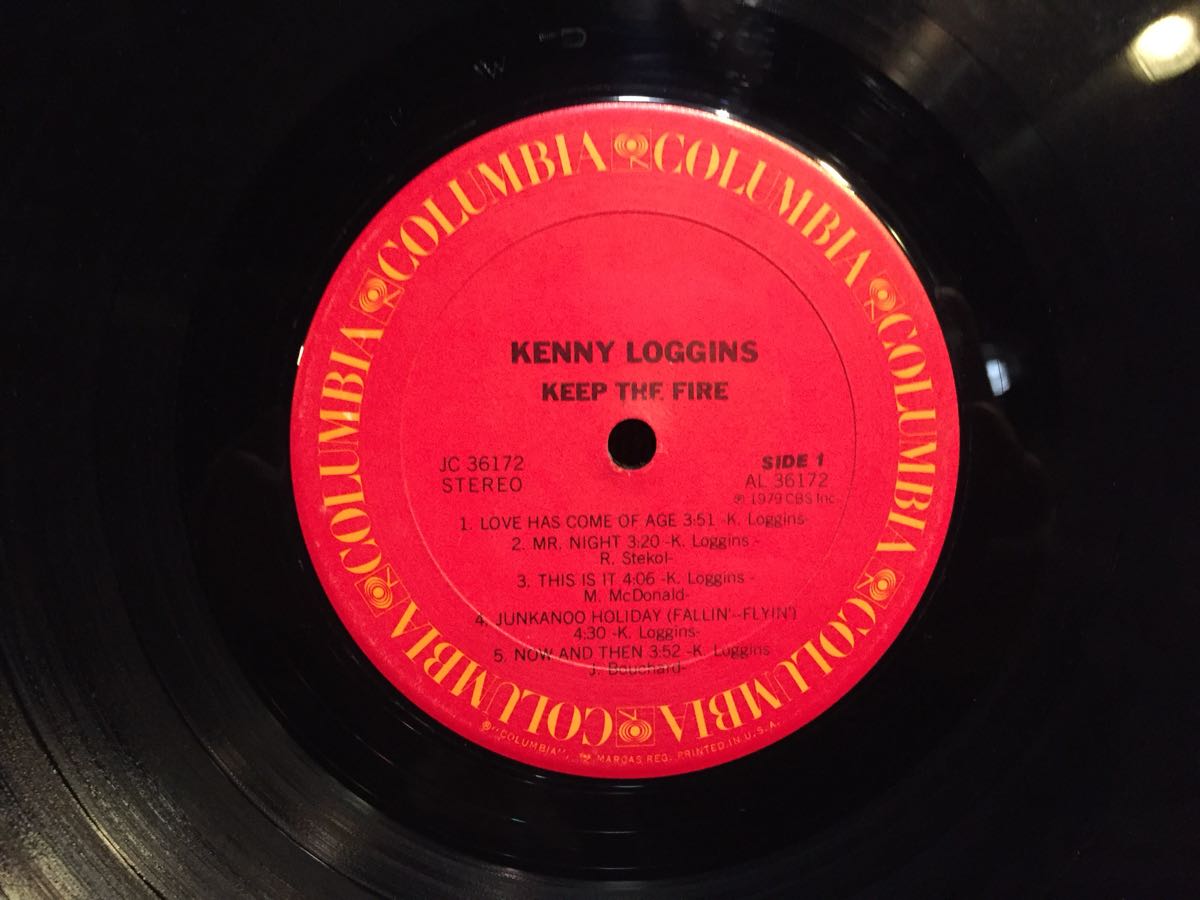 COLUMBIA COLUMBIA COLUMBIA COLUMBIA COLUMBIA COLUMBIA
KENNY LOGGINS
KEEP THE FIRE
JC 36172
STEREO
SIDE 1
AL 36172
℗ 1979 CBS Inc.
1. LOVE HAS COME OF AGE 3:51 -K. Loggins-
2. MR. NIGHT 3:20 -K. Loggins -
R. Stekol-
3. THIS IS IT 4:06 -K. Loggins -
M. McDonald-
4. JUNKANOO HOLIDAY (FALLIN'--FLYIN')
4:30 -K. Loggins-
5. NOW AND THEN 3:52 -K. Loggins
J. Bouchard-
®"COLUMBIA", MARCAS REG. PRINTED IN U.S.A.